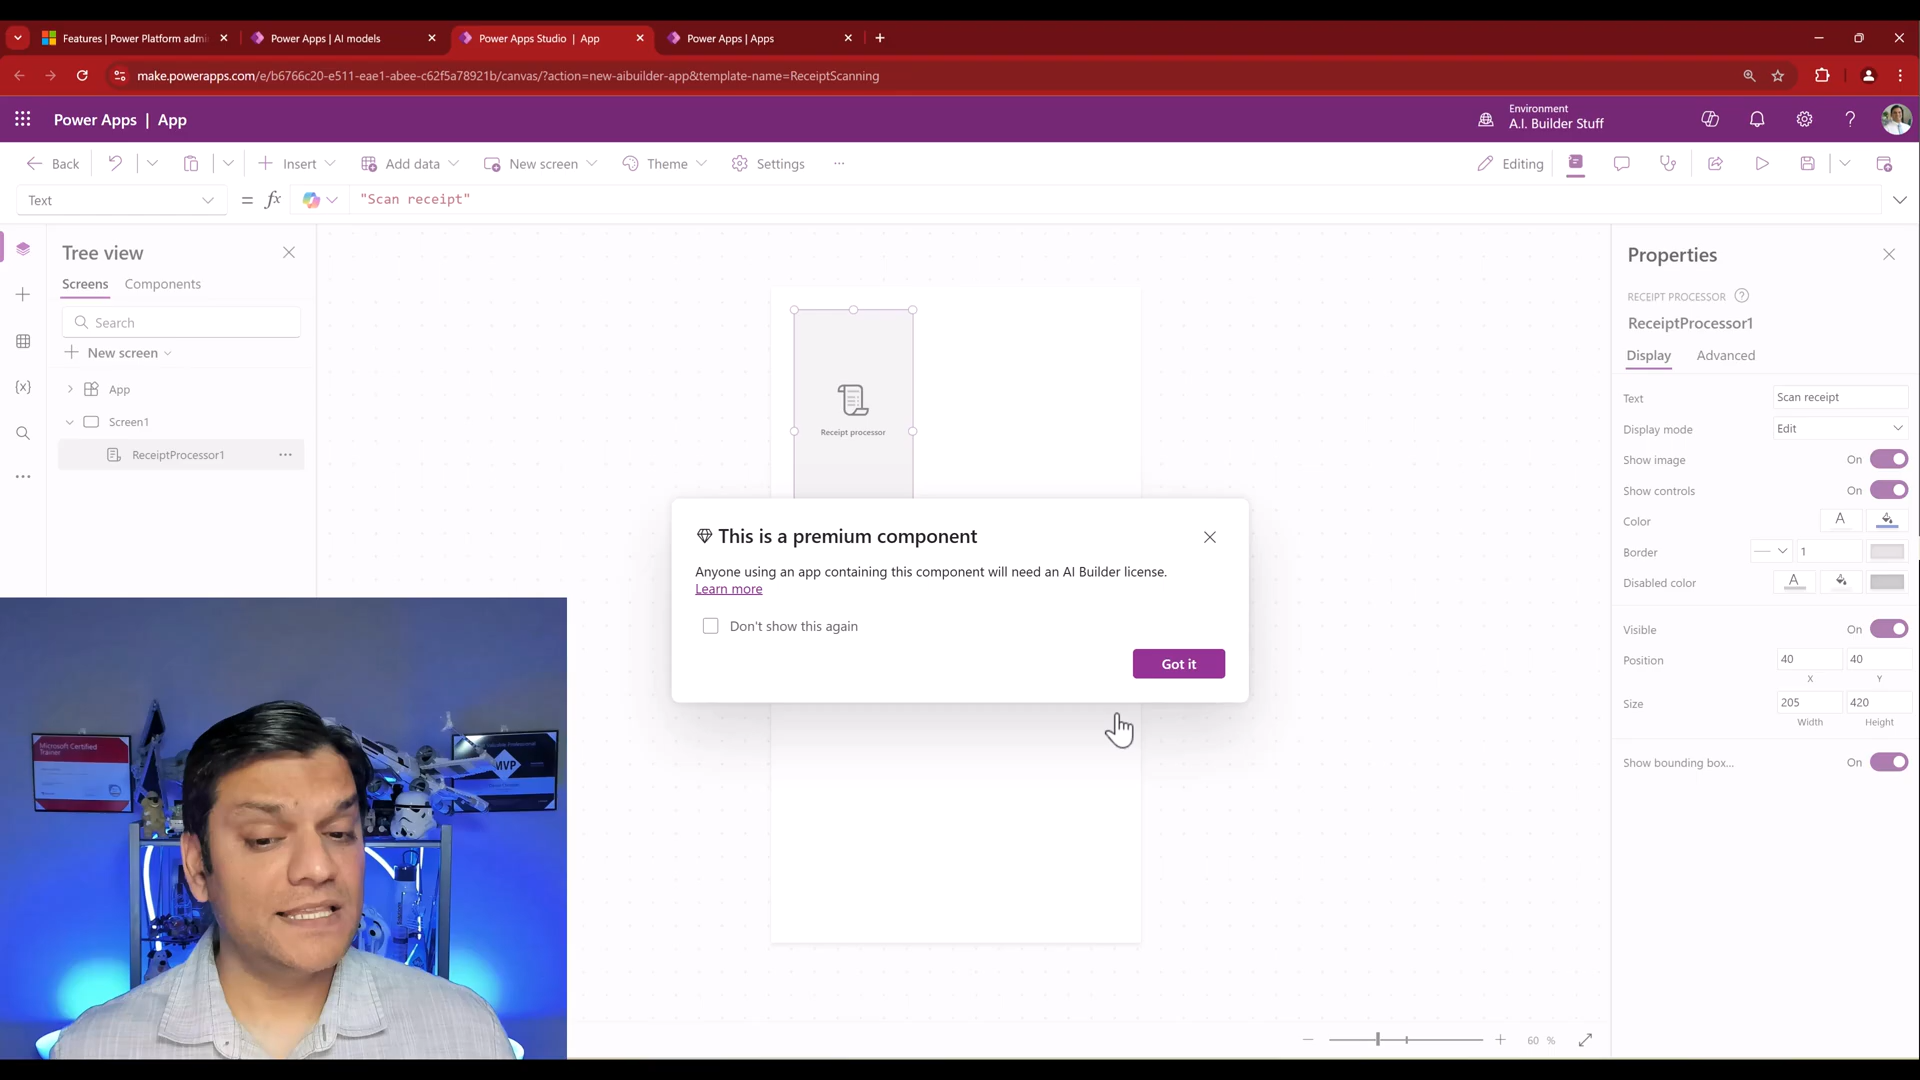 Features | Power Platform admi
Power Apps | AI models
Power Apps Studio | App
Power Apps | Apps
make.powerapps.com/e/b6766c20-e511-eae1-abee-c62f5a78921b/canvas/?action=new-aibuilder-app&template-name=ReceiptScanning
Power Apps | App
Environment
A.I. Builder Stuff
Back
Insert
Add data
New screen
Theme
Settings
...
Editing
Text
= fx
"Scan receipt"
Tree view
Screens
Components
Search
New screen
App
Screen1
ReceiptProcessor1
Receipt processor
This is a premium component
Anyone using an app containing this component will need an AI Builder license.
Learn more
Don't show this again
Got it
Properties
RECEIPT PROCESSOR
ReceiptProcessor1
Display
Advanced
Text
Scan receipt
Display mode
Edit
Show image
On
Show controls
On
Color
Border
1
Disabled color
Visible
On
Position
40
40
X
Y
Size
205
420
Width
Height
Show bounding box...
On
60 %
Microsoft Certified
Trainer
MVP